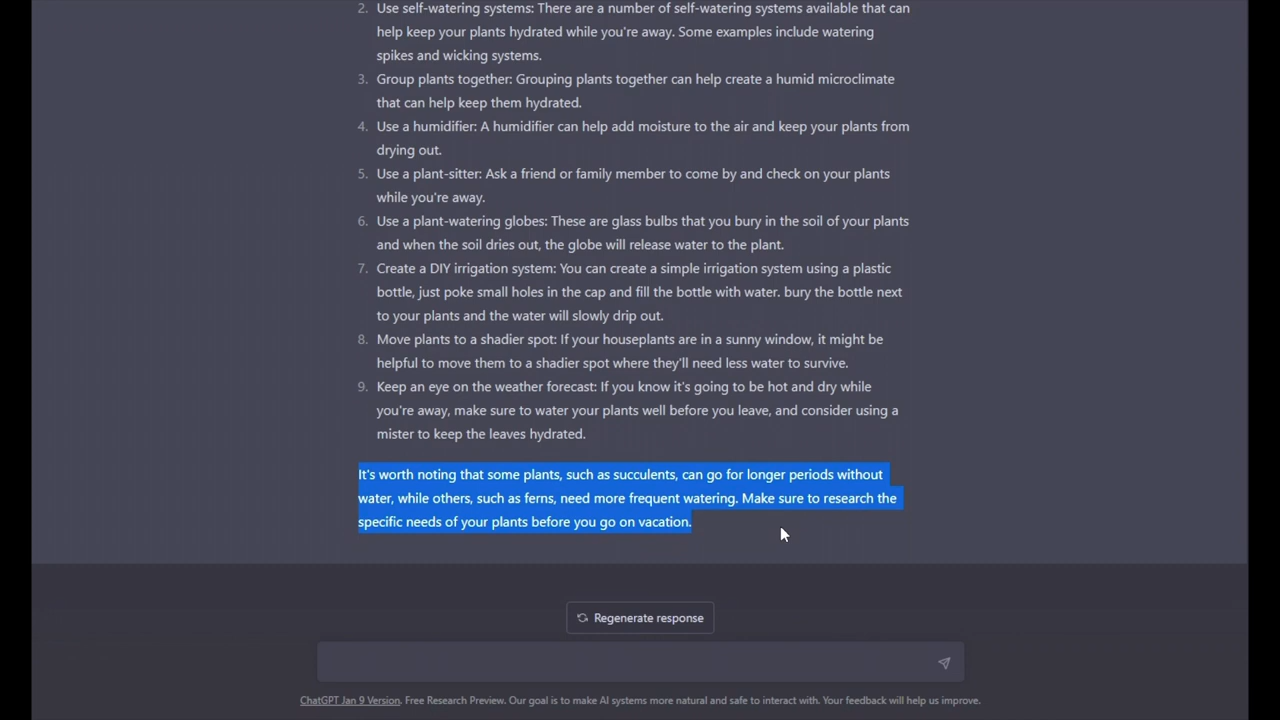 2. Use self-watering systems: There are a number of self-watering systems available that can
help keep your plants hydrated while you're away. Some examples include watering
spikes and wicking systems.
3. Group plants together: Grouping plants together can help create a humid microclimate
that can help keep them hydrated.
4. Use a humidifier: A humidifier can help add moisture to the air and keep your plants from
drying out.
5. Use a plant-sitter: Ask a friend or family member to come by and check on your plants
while you're away.
6. Use a plant-watering globes: These are glass bulbs that you bury in the soil of your plants
and when the soil dries out, the globe will release water to the plant.
7. Create a DIY irrigation system: You can create a simple irrigation system using a plastic
bottle, just poke small holes in the cap and fill the bottle with water. bury the bottle next
to your plants and the water will slowly drip out.
8. Move plants to a shadier spot: If your houseplants are in a sunny window, it might be
helpful to move them to a shadier spot where they'll need less water to survive.
9. Keep an eye on the weather forecast: If you know it's going to be hot and dry while
you're away, make sure to water your plants well before you leave, and consider using a
mister to keep the leaves hydrated.
It's worth noting that some plants, such as succulents, can go for longer periods without
water, while others, such as ferns, need more frequent watering. Make sure to research the
specific needs of your plants before you go on vacation.
Regenerate response
ChatGPT Jan 9 Version. Free Research Preview. Our goal is to make AI systems more natural and safe to interact with. Your feedback will help us improve.